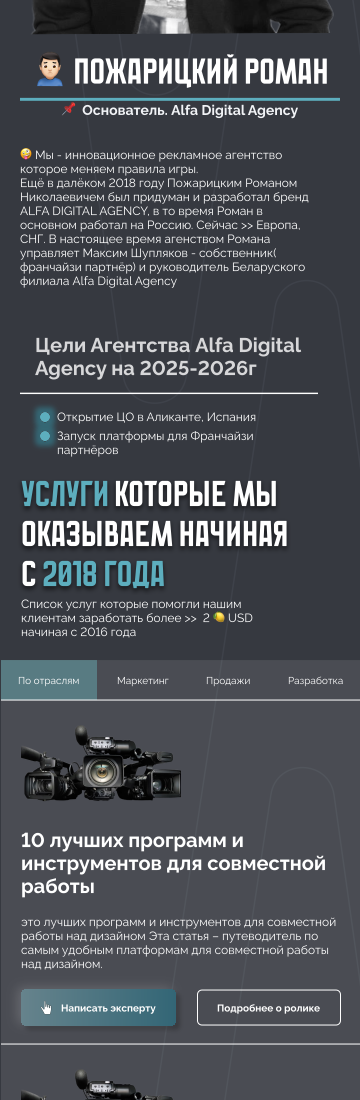 ПОЖАРИЦКИЙ РОМАН
Основатель. Alfa Digital Agency
Мы - инновационное рекламное агентство
которое меняем правила игры.
Ещё в далёком 2018 году Пожарицким Романом
Николаевичем был придуман и разработал бренд
ALFA DIGITAL AGENCY, в то время Роман в
основном работал на Россию. Сейчас >> Европа,
СНГ. В настоящее время агенством Романа
управляет Максим Шупляков - собственник(
франчайзи партнёр) и руководитель Беларуского
филиала Alfa Digital Agency
Цели Агентства Alfa Digital
Agency на 2025-2026г
Открытие ЦО в Аликанте, Испания
Запуск платформы для Франчайзи
партнёров
УСЛУГИ КОТОРЫЕ МЫ
ОКАЗЫВАЕМ НАЧИНАЯ
С 2018 ГОДА
Список услуг которые помогли нашим
клиентам заработать более >> 2 🍋 USD
начиная с 2016 года
По отраслям
Маркетинг
Продажи
Разработка
10 лучших программ и
инструментов для совместной
работы
это лучших программ и инструментов для совместной
работы над дизайном Эта статья – путеводитель по
самым удобным платформам для совместной работы
над дизайном.
Написать эксперту
Подробнее о ролике